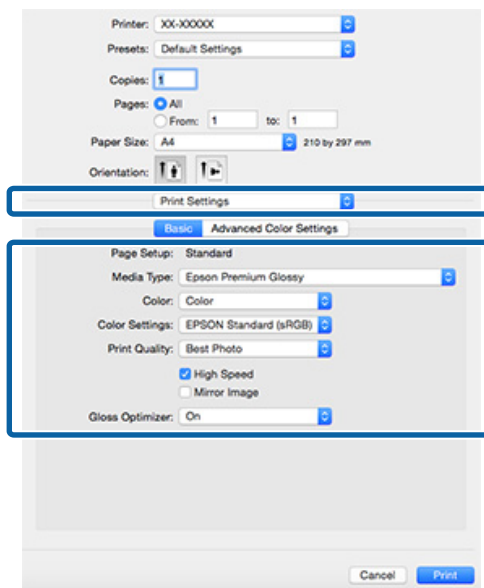 Printer: XX-XXXXX
Presets: Default Settings
Copies: 1
Pages: All
From: 1 to: 1
Paper Size: A4 210 by 297 mm
Orientation:
Print Settings
Basic Advanced Color Settings
Page Setup: Standard
Media Type: Epson Premium Glossy
Color: Color
Color Settings: EPSON Standard (sRGB)
Print Quality: Best Photo
High Speed
Mirror Image
Gloss Optimizer: On
Cancel Print